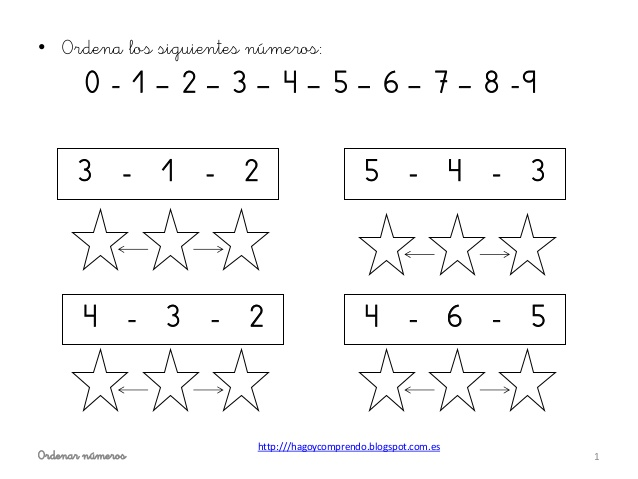 • Ordena los siguientes números:
0 - 1 – 2 – 3 – 4 – 5 – 6 – 7 – 8 -9
3 - 1 - 2
5 - 4 - 3
4 - 3 - 2
4 - 6 - 5
http:///hagoycomprendo.blogspot.com.es
Ordenar números
1